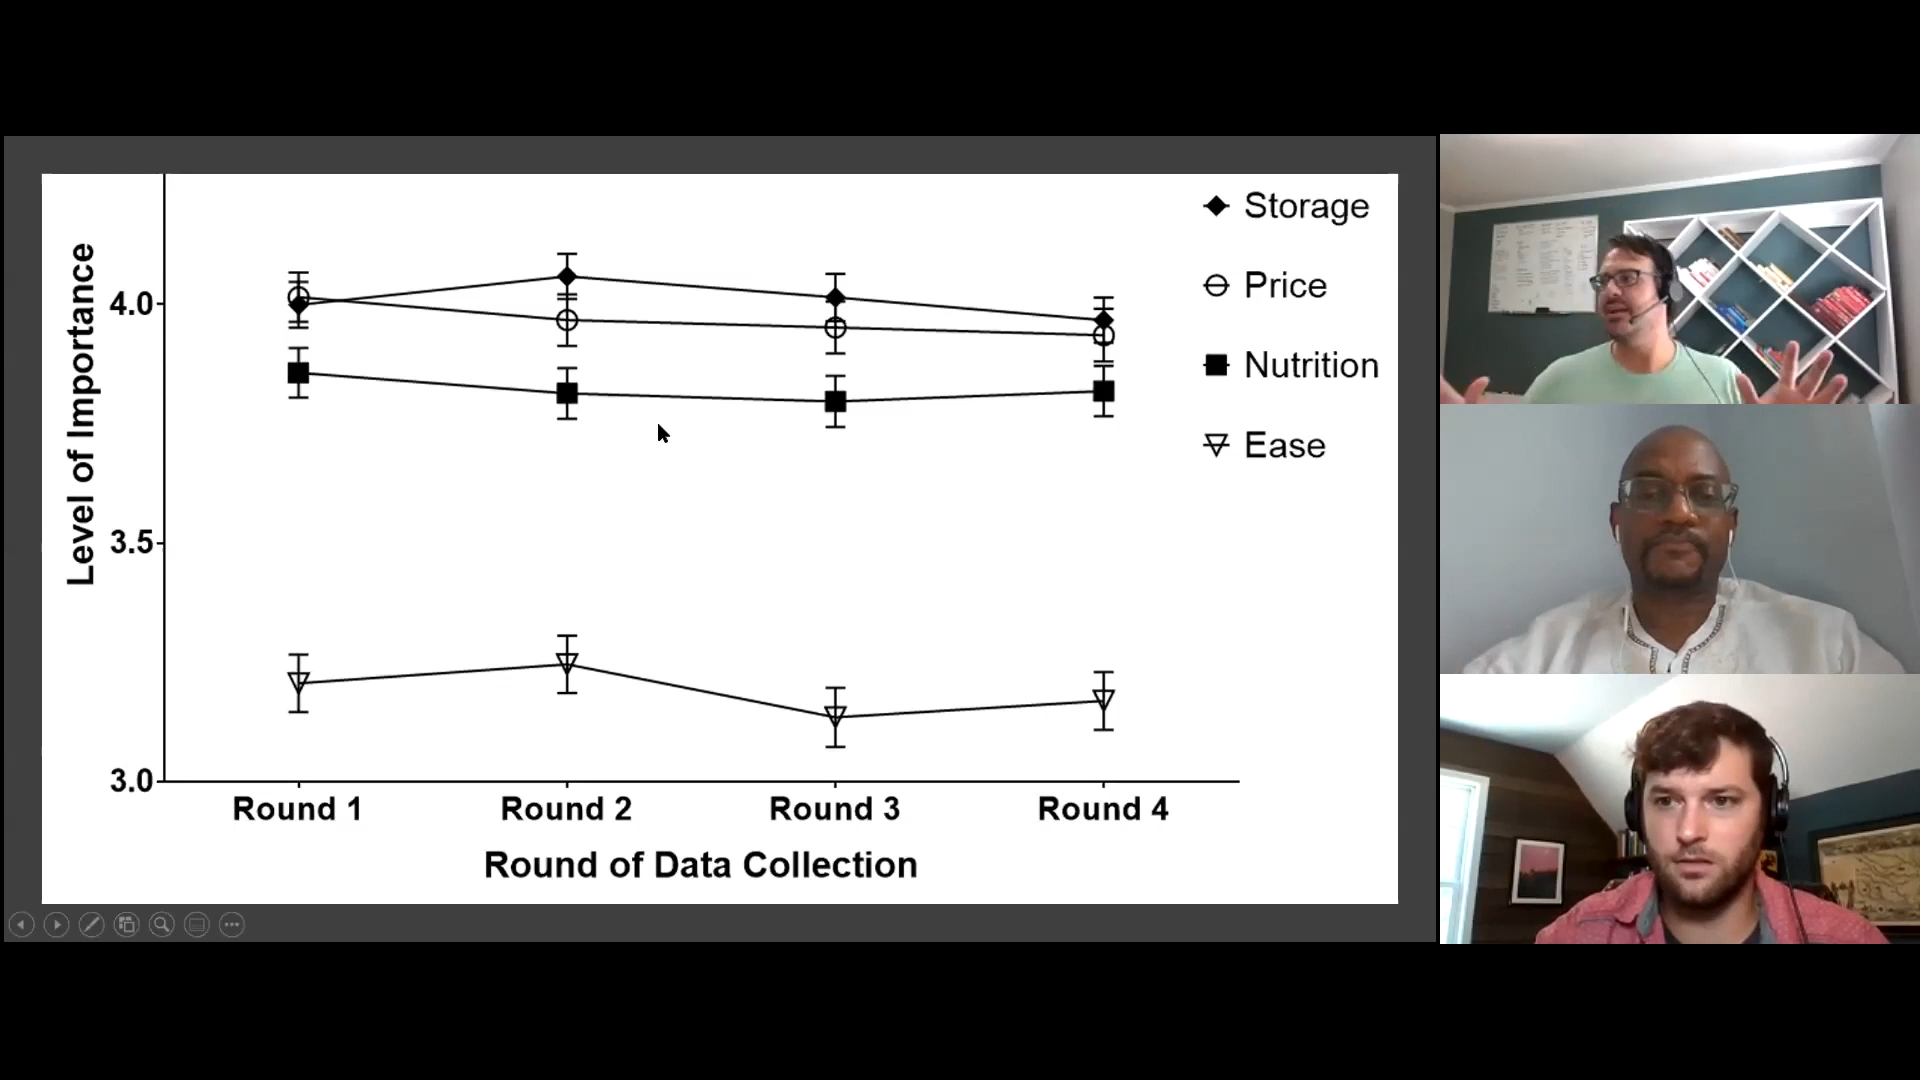 Level of Importance
4.0
3.5
3.0
Round 1
Round 2
Round 3
Round 4
Round of Data Collection
Storage
Price
Nutrition
Ease